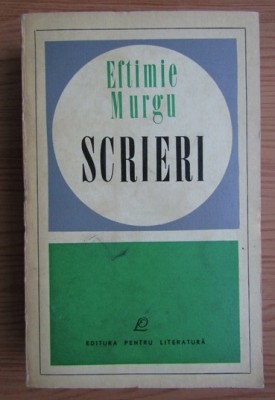 Eftimie
Murgu
SCRIERI
EDITURA PENTRU LITERATURĂ